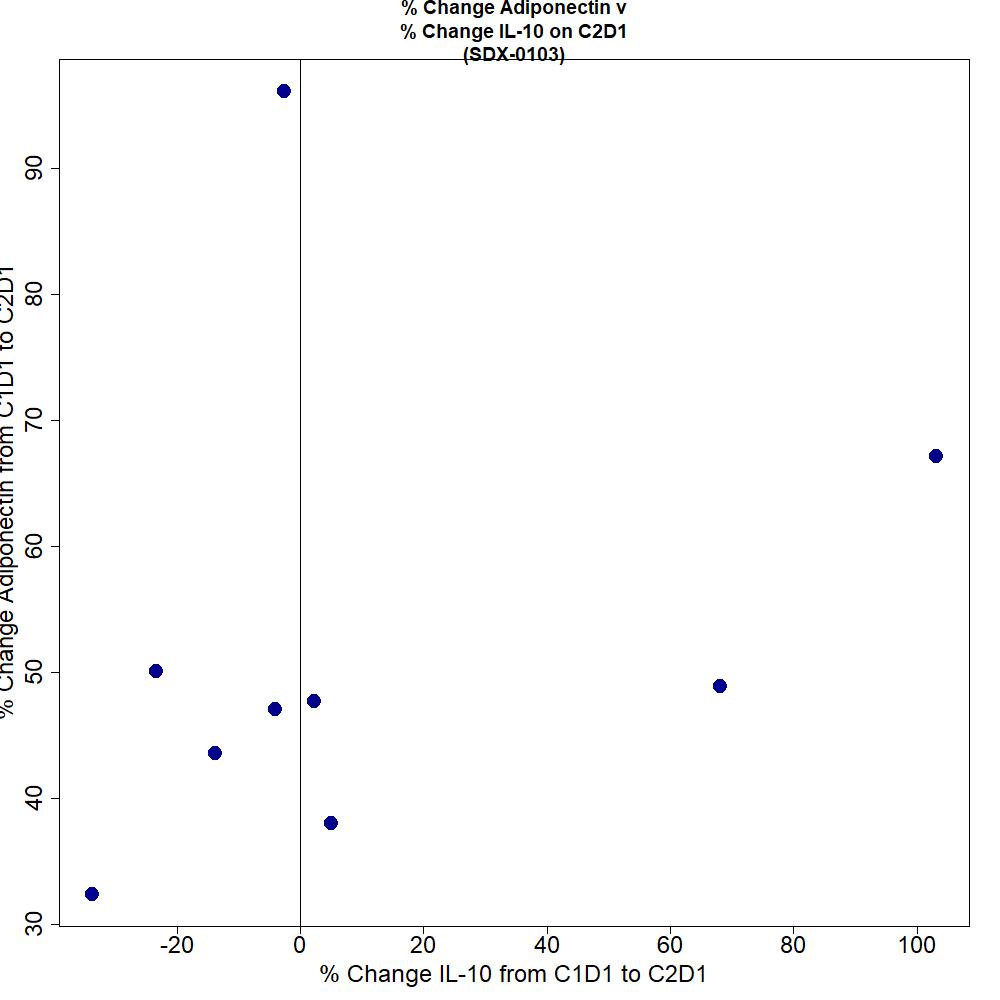 % Change Adiponectin v
% Change IL-10 on C2D1
(SDX-0103)
% Change Adiponectin from C1D1 to C2D1
90
80
70
60
50
40
30
-20 0 20 40 60 80 100
% Change IL-10 from C1D1 to C2D1